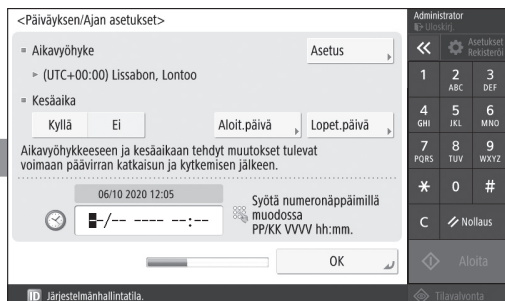 <Päiväyksen/Ajan asetukset>
Aikavyöhyke
Asetus
(UTC+00:00) Lissabon, Lontoo
Kesäaika
Kyllä
Ei
Aloit.päivä
Lopet.päivä
Aikavyöhykkeeseen ja kesäaikaan tehdyt muutokset tulevat
voimaan päävirran katkaisun ja kytkemisen jälkeen.
06/10 2020 12:05
-/-- ---- --:--
Syötä numeronäppäimillä
muodossa
PP/KK VVVV hh:mm.
OK
ID Järjestelmänhallintatila.
Administrator
Uloskirj.
Asetukset
Rekisteröi
1
2
ABC
3
DEF
4
GHI
5
JKL
6
MNO
7
PQRS
8
TUV
9
WXYZ
*
0
#
C
Nollaus
Aloita
Tilavalvonta